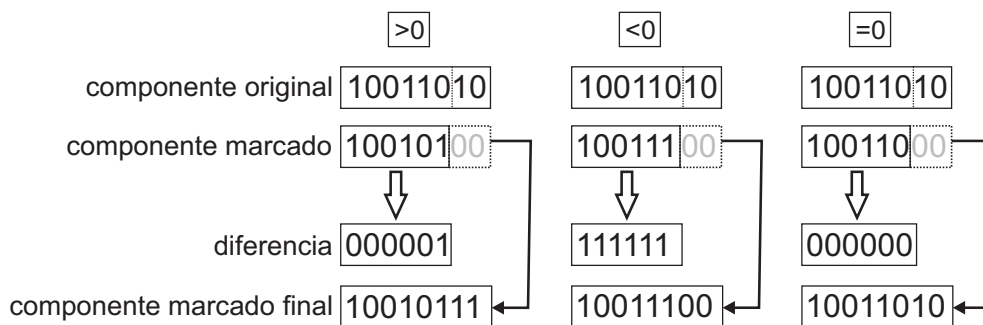 >0 <0 =0
componente original 10011010 10011010 10011010
componente marcado 10010100 10011100 10011000
diferencia 000001 111111 000000
componente marcado final 10010111 10011100 10011010